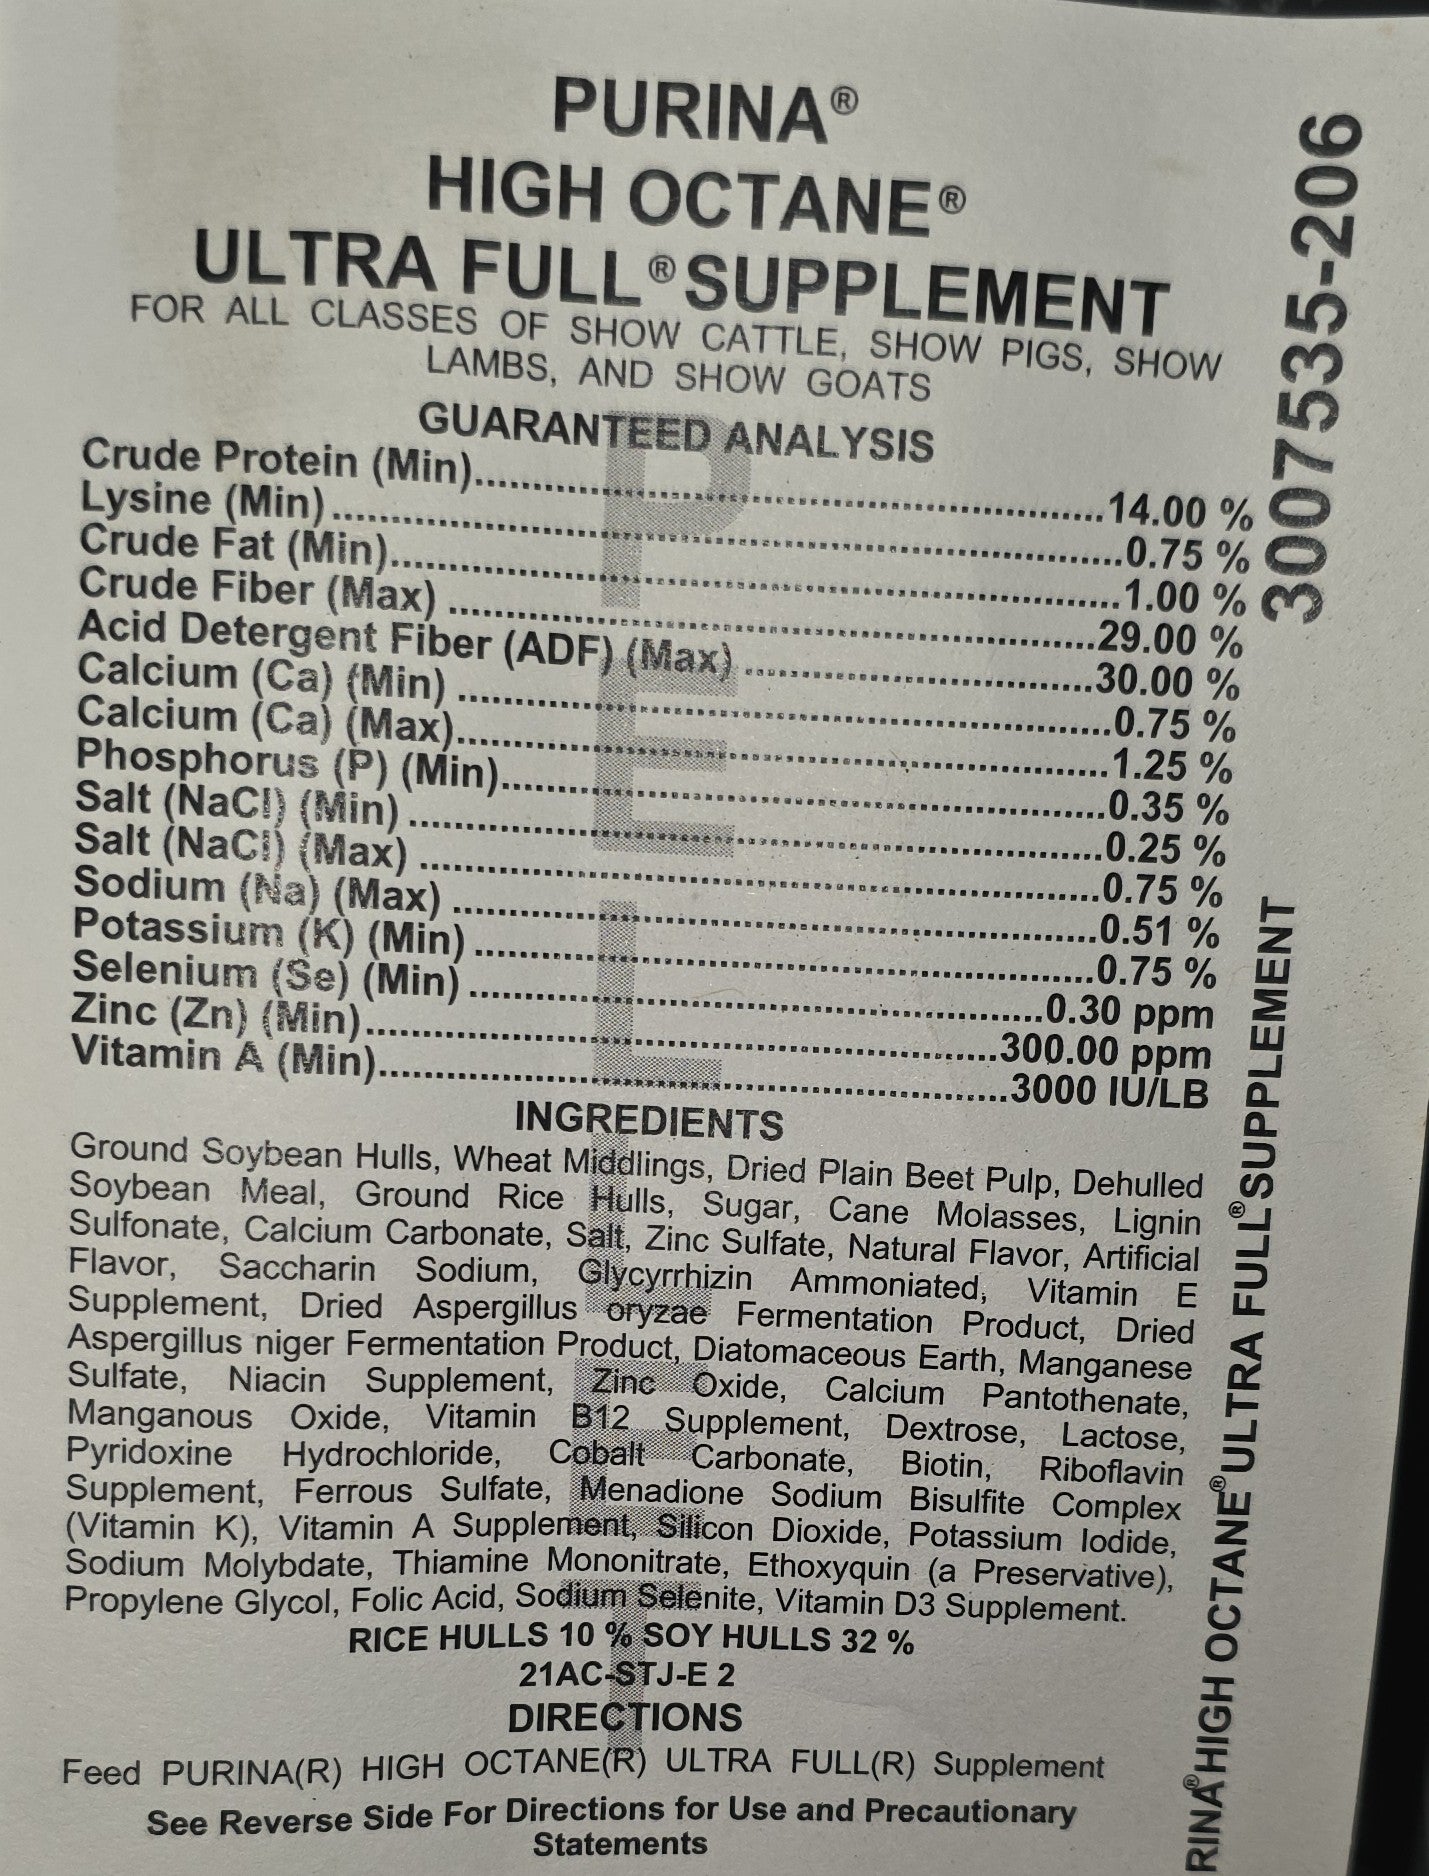 PURINA®
HIGH OCTANE®
ULTRA FULL® SUPPLEMENT
FOR ALL CLASSES OF SHOW CATTLE, SHOW PIGS, SHOW
LAMBS, AND SHOW GOATS
GUARANTEED ANALYSIS
Crude Protein (Min)....................14.00 %
Lysine (Min)....................0.75 %
Crude Fat (Min)....................1.00 %
Crude Fiber (Max)....................29.00 %
Acid Detergent Fiber (ADF) (Max)....................30.00 %
Calcium (Ca) (Min)....................0.75 %
Calcium (Ca) (Max)....................1.25 %
Phosphorus (P) (Min)....................0.35 %
Salt (NaCl) (Min)....................0.25 %
Salt (NaCl) (Max)....................0.75 %
Sodium (Na) (Max)....................0.51 %
Potassium (K) (Min)....................0.75 %
Selenium (Se) (Min)....................0.30 ppm
Zinc (Zn) (Min)....................300.00 ppm
Vitamin A (Min)....................3000 IU/LB
INGREDIENTS
Ground Soybean Hulls, Wheat Middlings, Dried Plain Beet Pulp, Dehulled
Soybean Meal, Ground Rice Hulls, Sugar, Cane Molasses, Lignin
Sulfonate, Calcium Carbonate, Salt, Zinc Sulfate, Natural Flavor, Artificial
Flavor, Saccharin Sodium, Glycyrrhizin Ammoniated, Vitamin E
Supplement, Dried Aspergillus oryzae Fermentation Product, Dried
Aspergillus niger Fermentation Product, Diatomaceous Earth, Manganese
Sulfate, Niacin Supplement, Zinc Oxide, Calcium Pantothenate,
Manganous Oxide, Vitamin B12 Supplement, Dextrose, Lactose,
Pyridoxine Hydrochloride, Cobalt Carbonate, Biotin, Riboflavin
Supplement, Ferrous Sulfate, Menadione Sodium Bisulfite Complex
(Vitamin K), Vitamin A Supplement, Silicon Dioxide, Potassium Iodide,
Sodium Molybdate, Thiamine Mononitrate, Ethoxyquin (a Preservative),
Propylene Glycol, Folic Acid, Sodium Selenite, Vitamin D3 Supplement.
RICE HULLS 10 % SOY HULLS 32 %
21AC-STJ-E 2
DIRECTIONS
Feed PURINA(R) HIGH OCTANE(R) ULTRA FULL(R) Supplement
See Reverse Side For Directions for Use and Precautionary
Statements
PELLET
3007535-206
RINA® HIGH OCTANE® ULTRA FULL® SUPPLEMENT